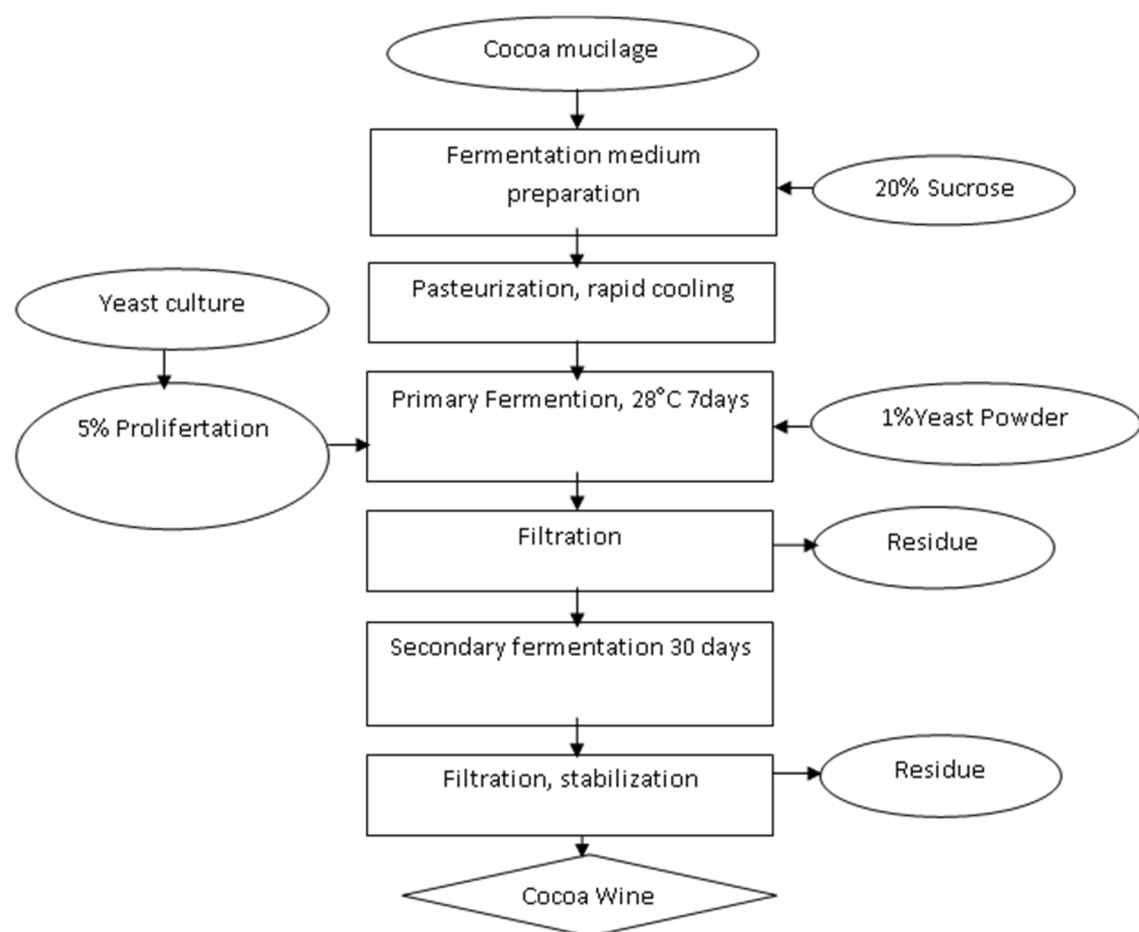 Cocoa mucilage
Fermentation medium
preparation
20% Sucrose
Pasteurization, rapid cooling
Yeast culture
Primary Fermention, 28°C 7days
5% Prolifertation
1%Yeast Powder
Filtration
Residue
Secondary fermentation 30 days
Filtration, stabilization
Residue
Cocoa Wine